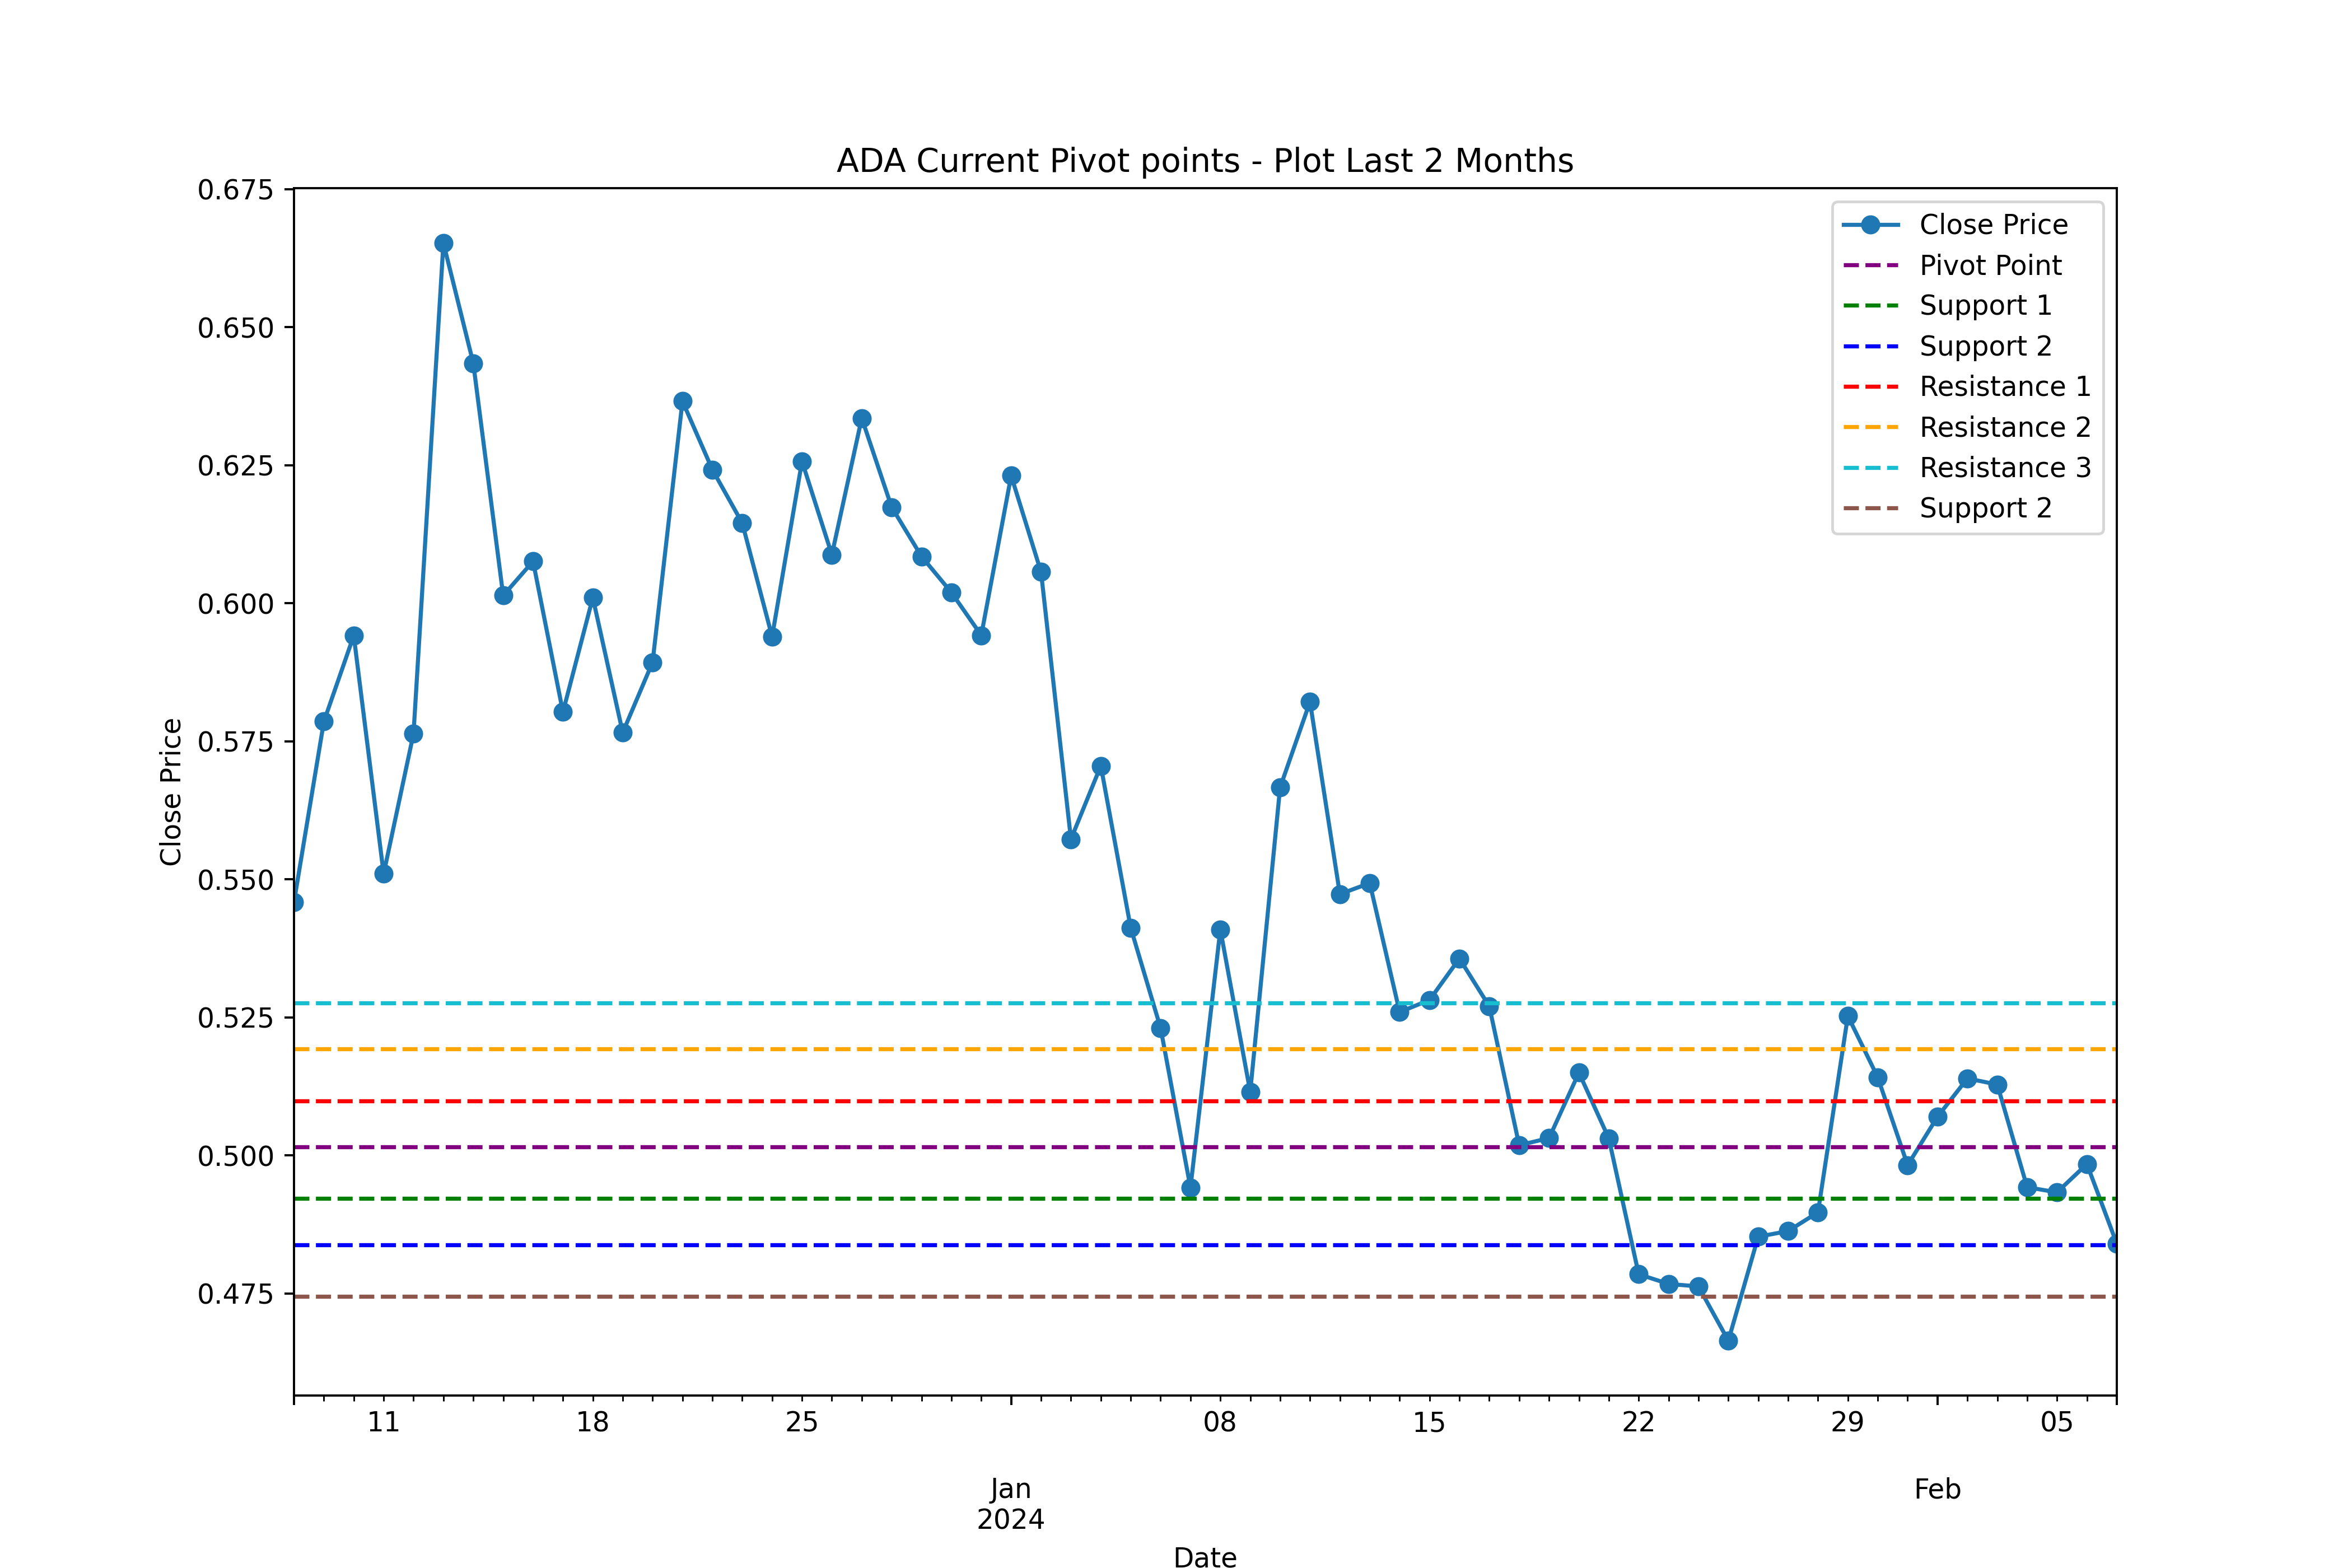 ADA Current Pivot points - Plot Last 2 Months
0.675
0.650
0.625
0.600
0.575
0.550
0.525
0.500
0.475
Close Price
Close Price
Pivot Point
Support 1
Support 2
Resistance 1
Resistance 2
Resistance 3
Support 2
11 18 25 08 15 22 29 05
Jan Feb
2024
Date